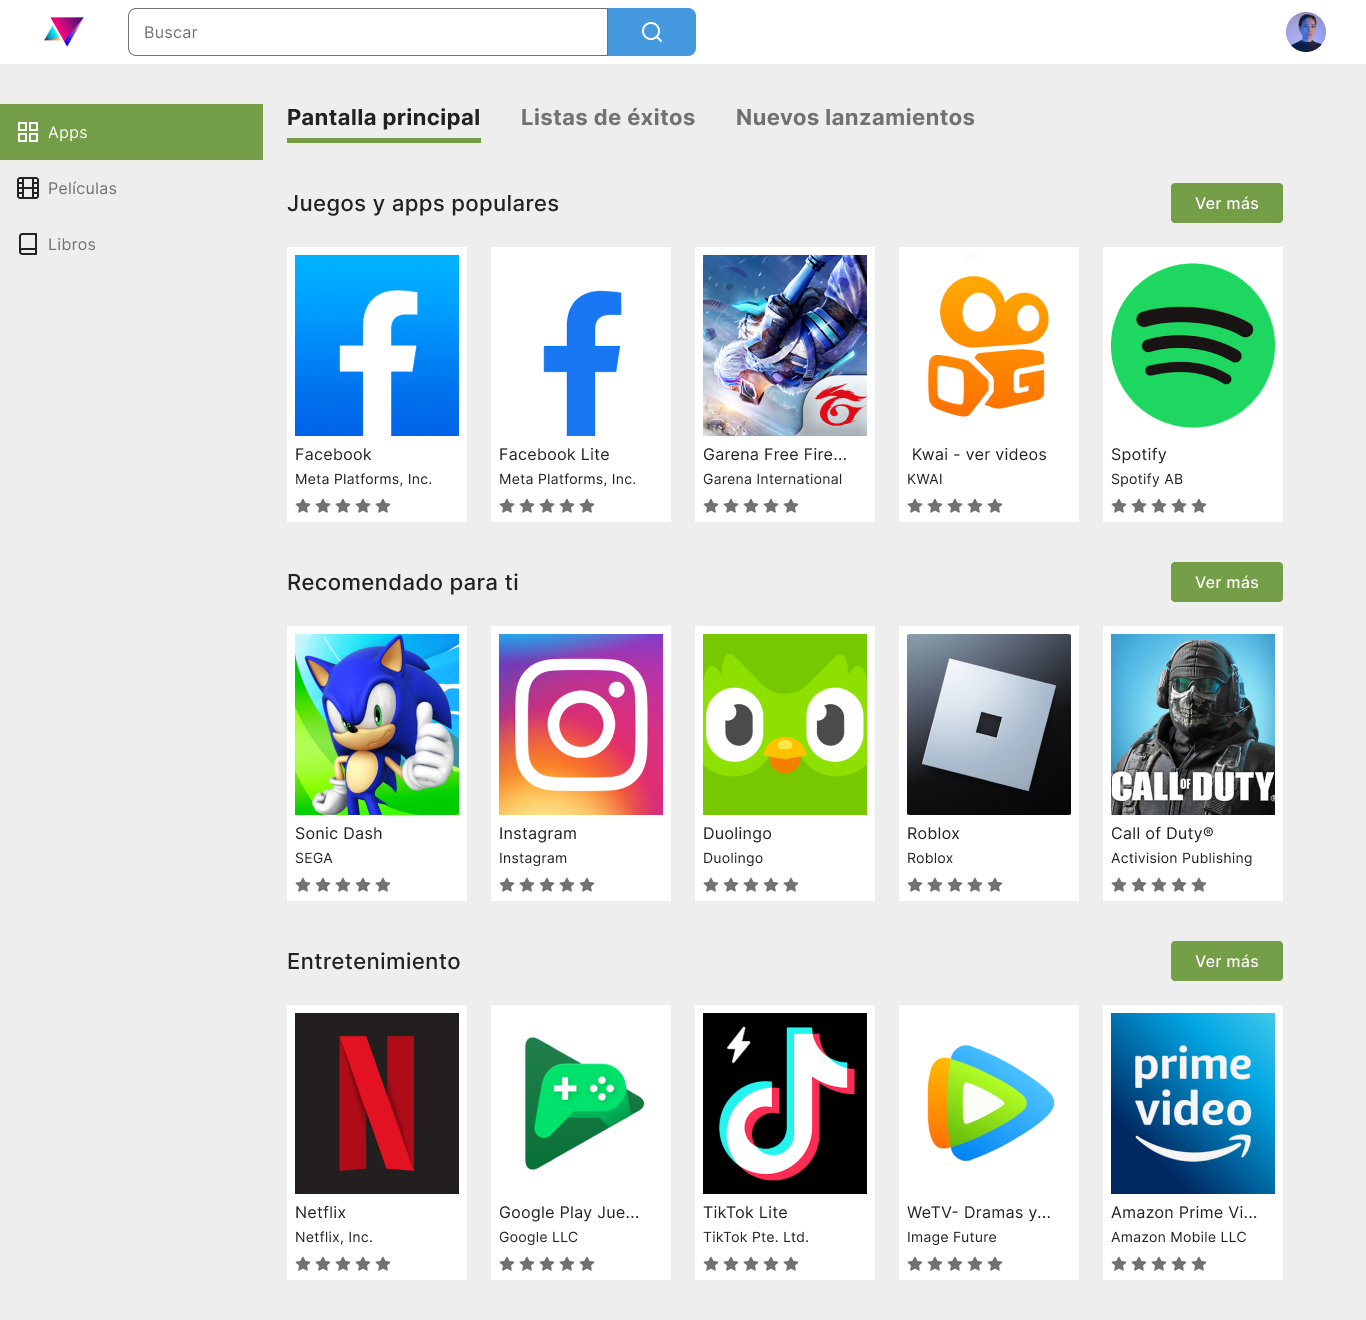 Buscar
Apps
Películas
Libros
Pantalla principal
Listas de éxitos
Nuevos lanzamientos
Juegos y apps populares
Ver más
Facebook
Meta Platforms, Inc.
Facebook Lite
Meta Platforms, Inc.
Garena Free Fire...
Garena International
Kwai - ver videos
KWAI
Spotify
Spotify AB
Recomendado para ti
Ver más
CALL OF DUTY®
Sonic Dash
SEGA
Instagram
Instagram
Duolingo
Duolingo
Roblox
Roblox
Call of Duty®
Activision Publishing
Entretenimiento
Ver más
prime
video
Netflix
Netflix, Inc.
Google Play Jue...
Google LLC
TikTok Lite
TikTok Pte. Ltd.
WeTV- Dramas y...
Image Future
Amazon Prime Vi...
Amazon Mobile LLC